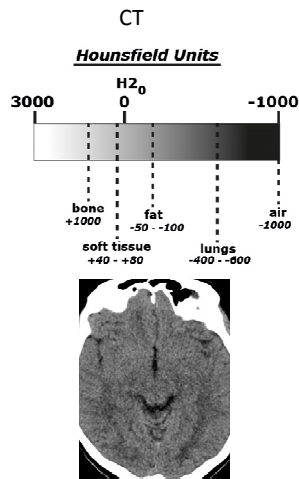 CT
Hounsfield Units
H2₀
3000 0 -1000
bone
+1000
soft tissue
+40 - +80
fat
-50 - -100
lungs
-400 - -600
air
-1000